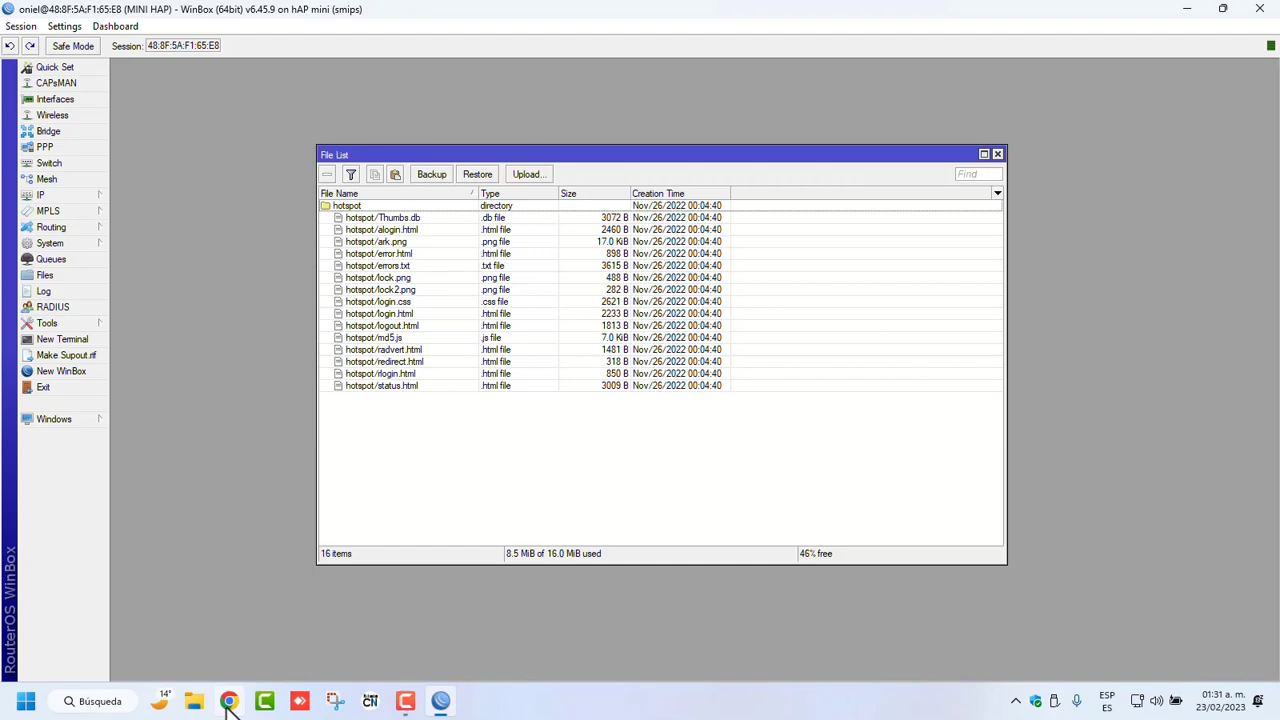 oniel@48:8F:5A:F1:65:E8 (MINI HAP) - WinBox (64bit) v6.45.9 on hAP mini (smips)
Session Settings Dashboard
Safe Mode Session: 48:8F:5A:F1:65:E8
Quick Set
CAPsMAN
Interfaces
Wireless
Bridge
PPP
Switch
Mesh
IP
MPLS
Routing
System
Queues
Files
Log
RADIUS
Tools
New Terminal
Make Supout.rif
New WinBox
Exit
Windows
RouterOS WinBox
File List
Backup Restore Upload... Find
File Name / Type Size Creation Time
hotspot directory Nov/26/2022 00:04:40
hotspot/Thumbs.db .db file 3072 B Nov/26/2022 00:04:40
hotspot/alogin.html .html file 2460 B Nov/26/2022 00:04:40
hotspot/ark.png .png file 17.0 KiB Nov/26/2022 00:04:40
hotspot/error.html .html file 898 B Nov/26/2022 00:04:40
hotspot/errors.txt .txt file 3615 B Nov/26/2022 00:04:40
hotspot/lock.png .png file 488 B Nov/26/2022 00:04:40
hotspot/lock2.png .png file 282 B Nov/26/2022 00:04:40
hotspot/login.css .css file 2621 B Nov/26/2022 00:04:40
hotspot/login.html .html file 2233 B Nov/26/2022 00:04:40
hotspot/logout.html .html file 1813 B Nov/26/2022 00:04:40
hotspot/md5.js .js file 7.0 KiB Nov/26/2022 00:04:40
hotspot/radvert.html .html file 1481 B Nov/26/2022 00:04:40
hotspot/redirect.html .html file 318 B Nov/26/2022 00:04:40
hotspot/rlogin.html .html file 850 B Nov/26/2022 00:04:40
hotspot/status.html .html file 3009 B Nov/26/2022 00:04:40
16 items 8.5 MiB of 16.0 MiB used 46% free
Búsqueda 14° ESP 01:31 a. m.
ES 23/02/2023